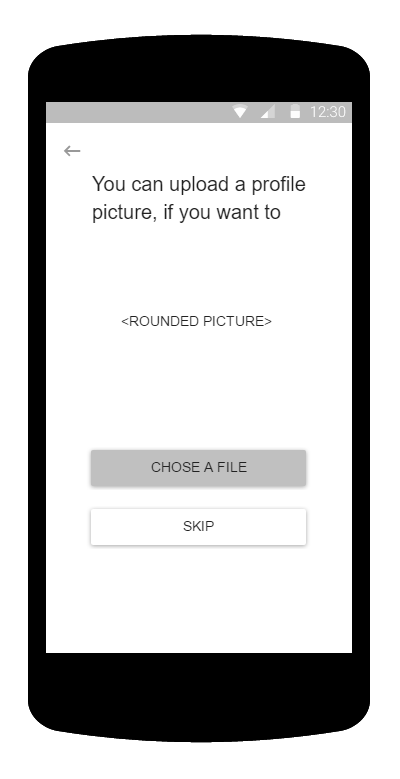 12:30
You can upload a profile
picture, if you want to
<ROUNDED PICTURE>
CHOSE A FILE
SKIP